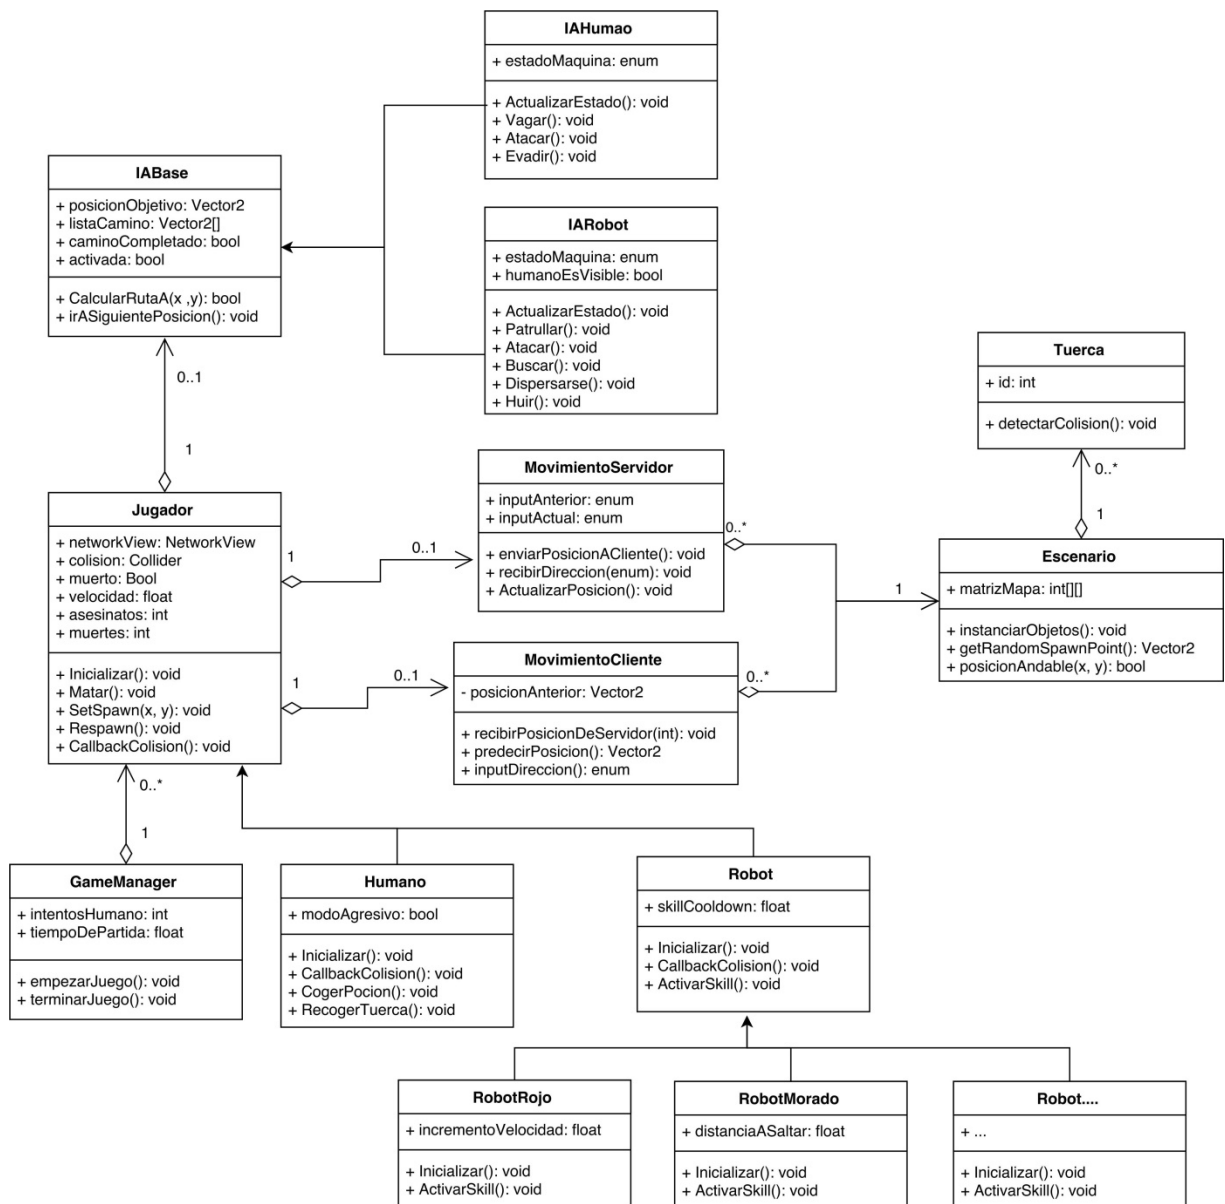 IAHumao
+ estadoMaquina: enum
+ ActualizarEstado(): void
+ Vagar(): void
+ Atacar(): void
+ Evadir(): void
IABase
+ posicionObjetivo: Vector2
+ listaCamino: Vector2[]
+ caminoCompletado: bool
+ activada: bool
+ CalcularRutaA(x ,y): bool
+ irASiguientePosicion(): void
IARobot
+ estadoMaquina: enum
+ humanoEsVisible: bool
+ ActualizarEstado(): void
+ Patrullar(): void
+ Atacar(): void
+ Buscar(): void
+ Dispersarse(): void
+ Huir(): void
0..1
1
Tuerca
+ id: int
+ detectarColision(): void
0..*
1
Jugador
+ networkView: NetworkView
+ colision: Collider
+ muerto: Bool
+ velocidad: float
+ asesinatos: int
+ muertes: int
+ Inicializar(): void
+ Matar(): void
+ SetSpawn(x, y): void
+ Respawn(): void
+ CallbackColision(): void
1
0..1
1
0..1
MovimientoServidor
+ inputAnterior: enum
+ inputActual: enum
+ enviarPosicionACliente(): void
+ recibirDireccion(enum): void
+ ActualizarPosicion(): void
0..*
MovimientoCliente
- posicionAnterior: Vector2
+ recibirPosicionDeServidor(int): void
+ predecirPosicion(): Vector2
+ inputDireccion(): enum
0..*
1
Escenario
+ matrizMapa: int[][]
+ instanciarObjetos(): void
+ getRandomSpawnPoint(): Vector2
+ posicionAndable(x, y): bool
0..*
1
GameManager
+ intentosHumano: int
+ tiempoDePartida: float
+ empezarJuego(): void
+ terminarJuego(): void
Humano
+ modoAgresivo: bool
+ Inicializar(): void
+ CallbackColision(): void
+ CogerPocion(): void
+ RecogerTuerca(): void
Robot
+ skillCooldown: float
+ Inicializar(): void
+ CallbackColision(): void
+ ActivarSkill(): void
RobotRojo
+ incrementoVelocidad: float
+ Inicializar(): void
+ ActivarSkill(): void
RobotMorado
+ distanciaASaltar: float
+ Inicializar(): void
+ ActivarSkill(): void
Robot....
+ ...
+ Inicializar(): void
+ ActivarSkill(): void